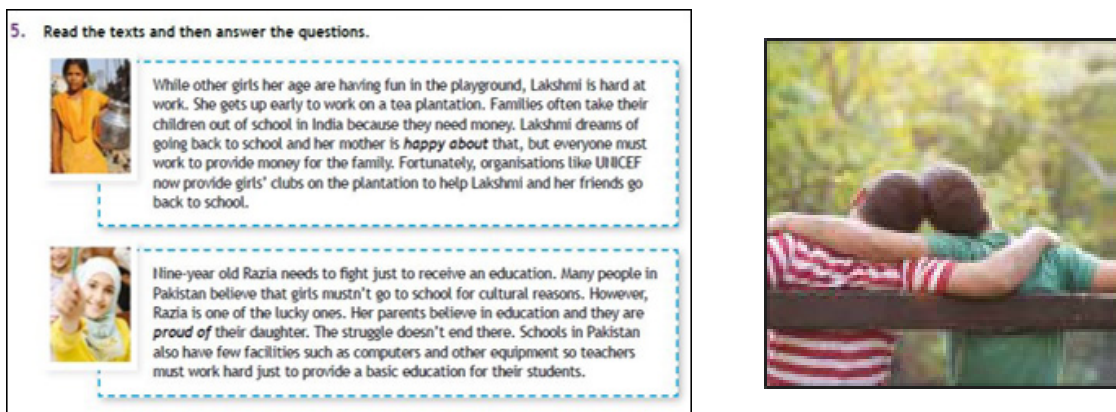 5. Read the texts and then answer the questions.
While other girls her age are having fun in the playground, Lakshmi is hard at
work. She gets up early to work on a tea plantation. Families often take their
children out of school in India because they need money. Lakshmi dreams of
going back to school and her mother is happy about that, but everyone must
work to provide money for the family. Fortunately, organisations like UNICEF
now provide girls' clubs on the plantation to help Lakshmi and her friends go
back to school.
Nine-year old Razia needs to fight just to receive an education. Many people in
Pakistan believe that girls mustn't go to school for cultural reasons. However,
Razia is one of the lucky ones. Her parents believe in education and they are
proud of their daughter. The struggle doesn't end there. Schools in Pakistan
also have few facilities such as computers and other equipment so teachers
must work hard just to provide a basic education for their students.